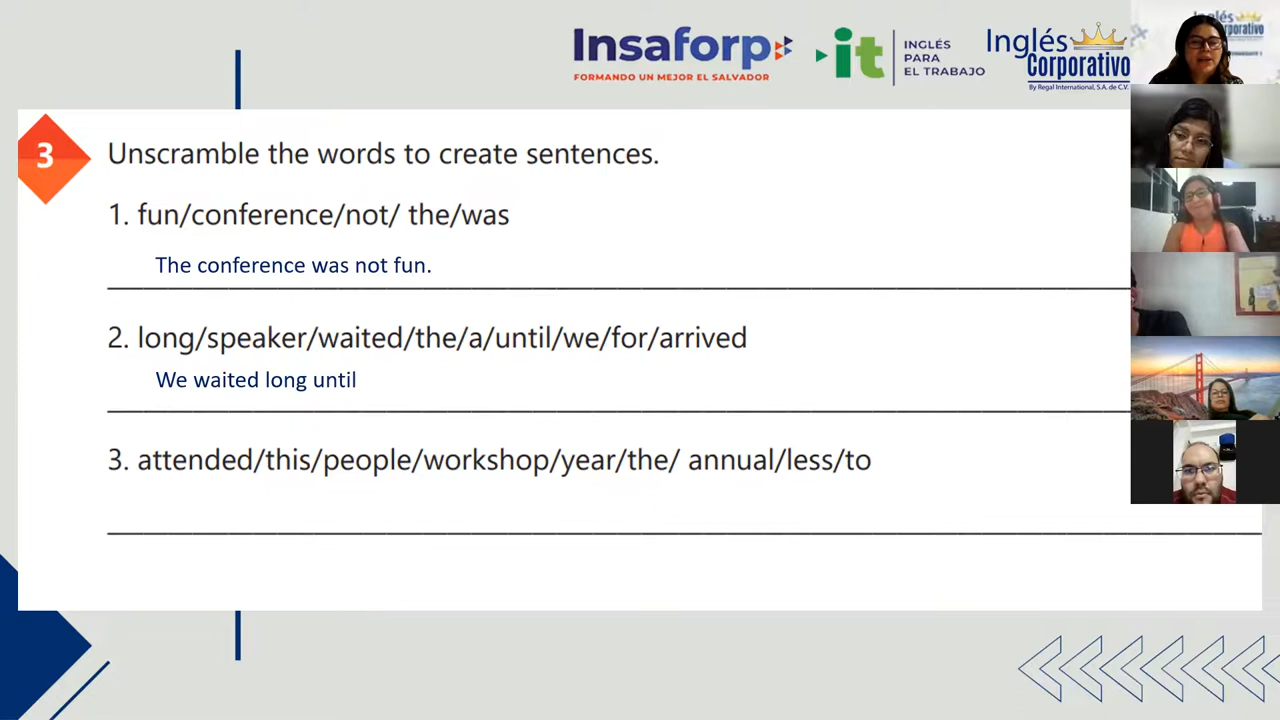 Insaforp
FORMANDO UN MEJOR EL SALVADOR
it
INGLÉS
PARA
EL TRABAJO
Inglés
Corporativo
By Regal International, S.A. de C.V.
Inglés
3
Unscramble the words to create sentences.
1. fun/conference/not/ the/was
The conference was not fun.
2. long/speaker/waited/the/a/until/we/for/arrived
We waited long until
3. attended/this/people/workshop/year/the/ annual/less/to